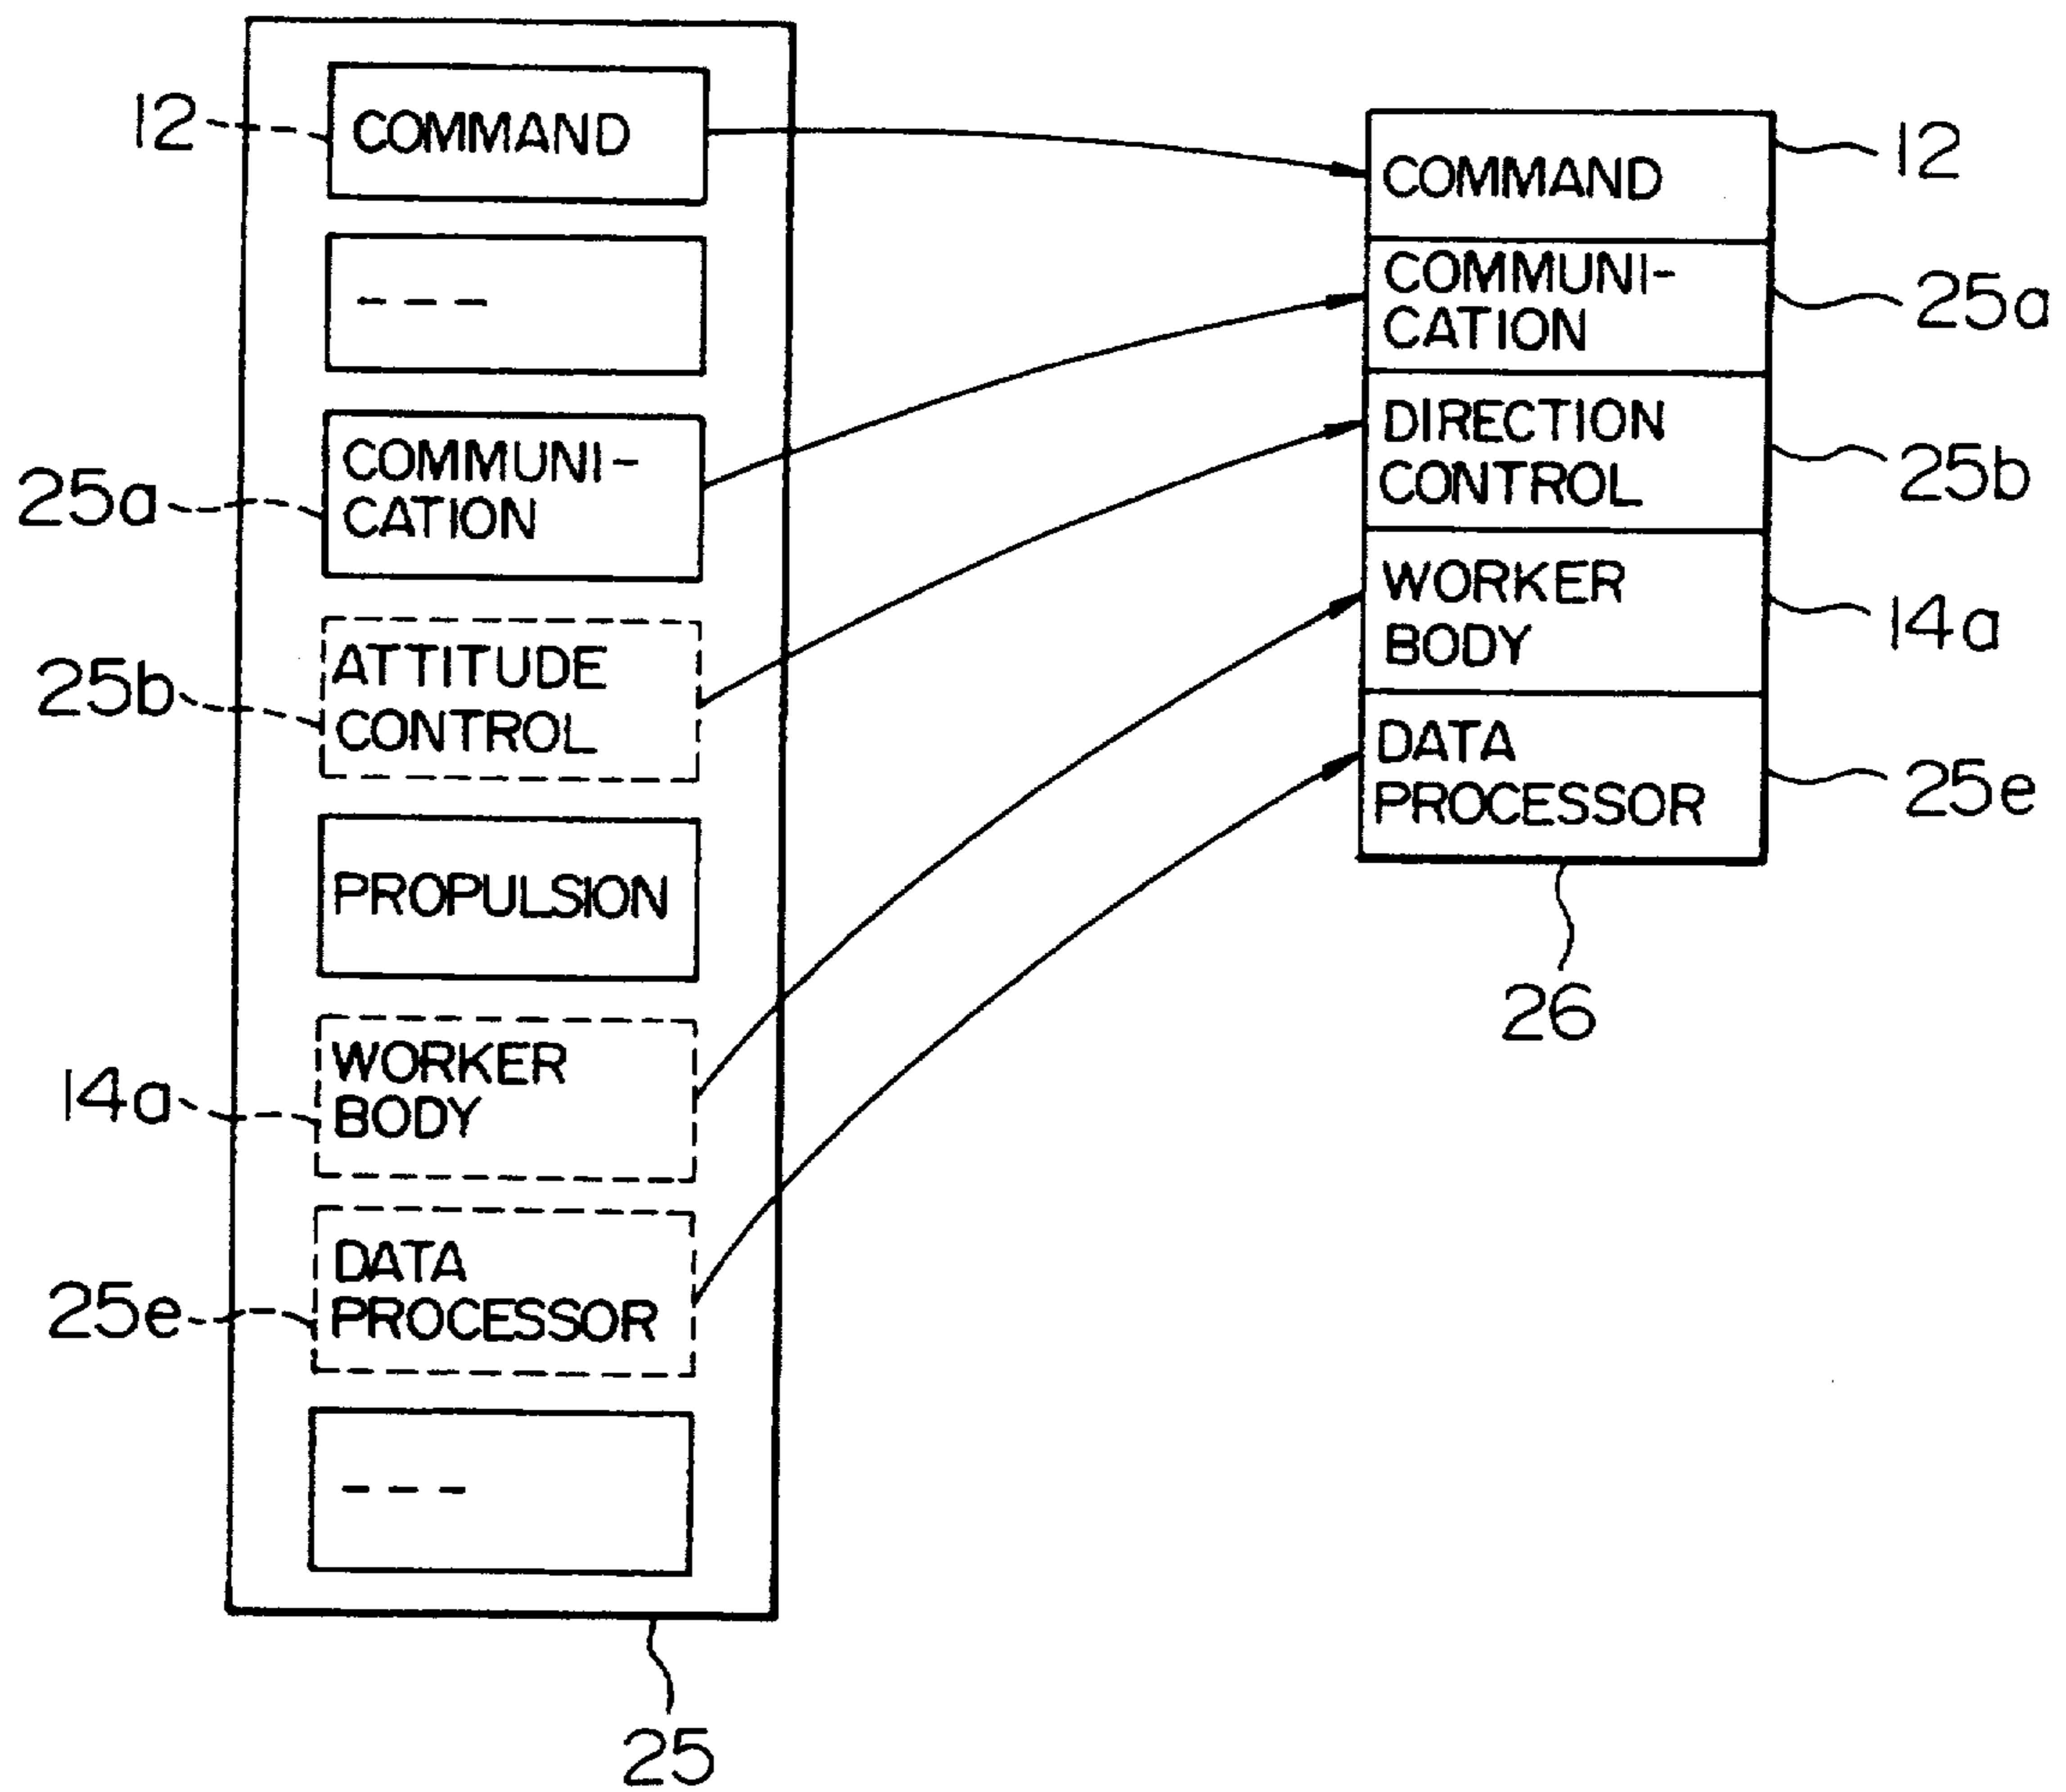 12
COMMAND
- - -
25a
COMMUNI-
CATION
25b
ATTITUDE
CONTROL
PROPULSION
14a
WORKER
BODY
25e
DATA
PROCESSOR
- - -
25
COMMAND
12
COMMUNI-
CATION
25a
DIRECTION
CONTROL
25b
WORKER
BODY
14a
DATA
PROCESSOR
25e
26